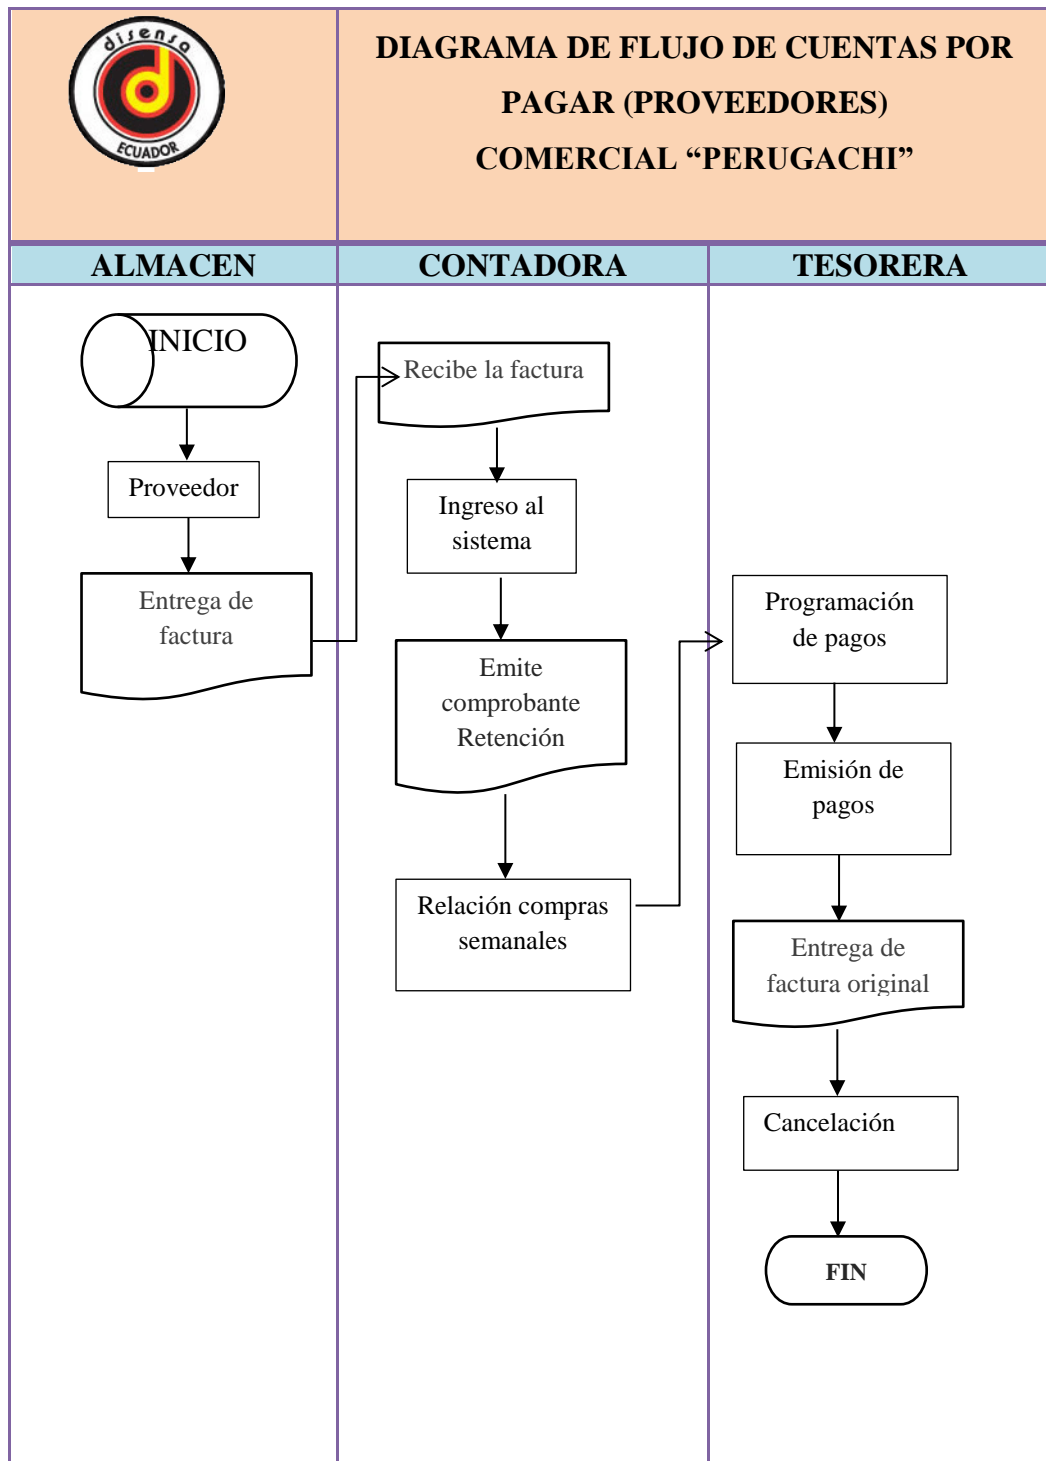 disensa
ECUADOR
DIAGRAMA DE FLUJO DE CUENTAS POR
PAGAR (PROVEEDORES)
COMERCIAL “PERUGACHI”
ALMACEN
CONTADORA
TESORERA
INICIO
Proveedor
Entrega de
factura
Recibe la factura
Ingreso al
sistema
Emite
comprobante
Retención
Relación compras
semanales
Programación
de pagos
Emisión de
pagos
Entrega de
factura original
Cancelación
FIN